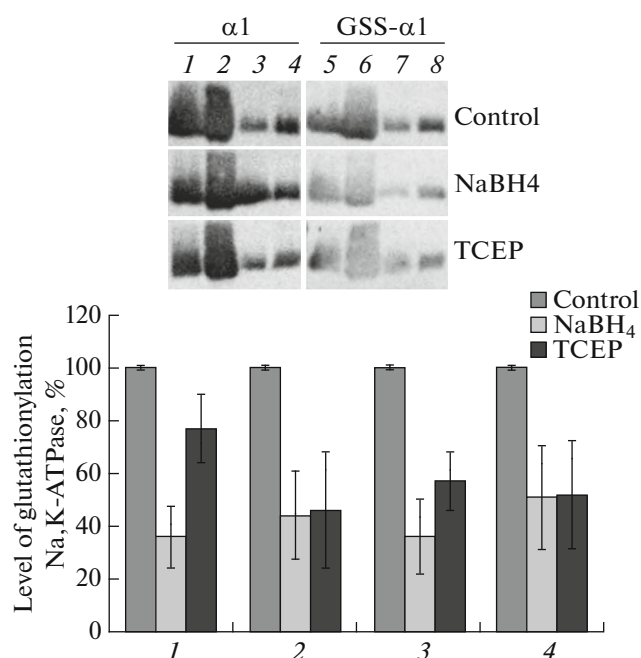 α1 GSS-α1
1 2 3 4 5 6 7 8
Control
NaBH4
TCEP
Control
NaBH₄
TCEP
Level of glutathionylation
Na,K-ATPase, %
120
100
80
60
40
20
0
1 2 3 4